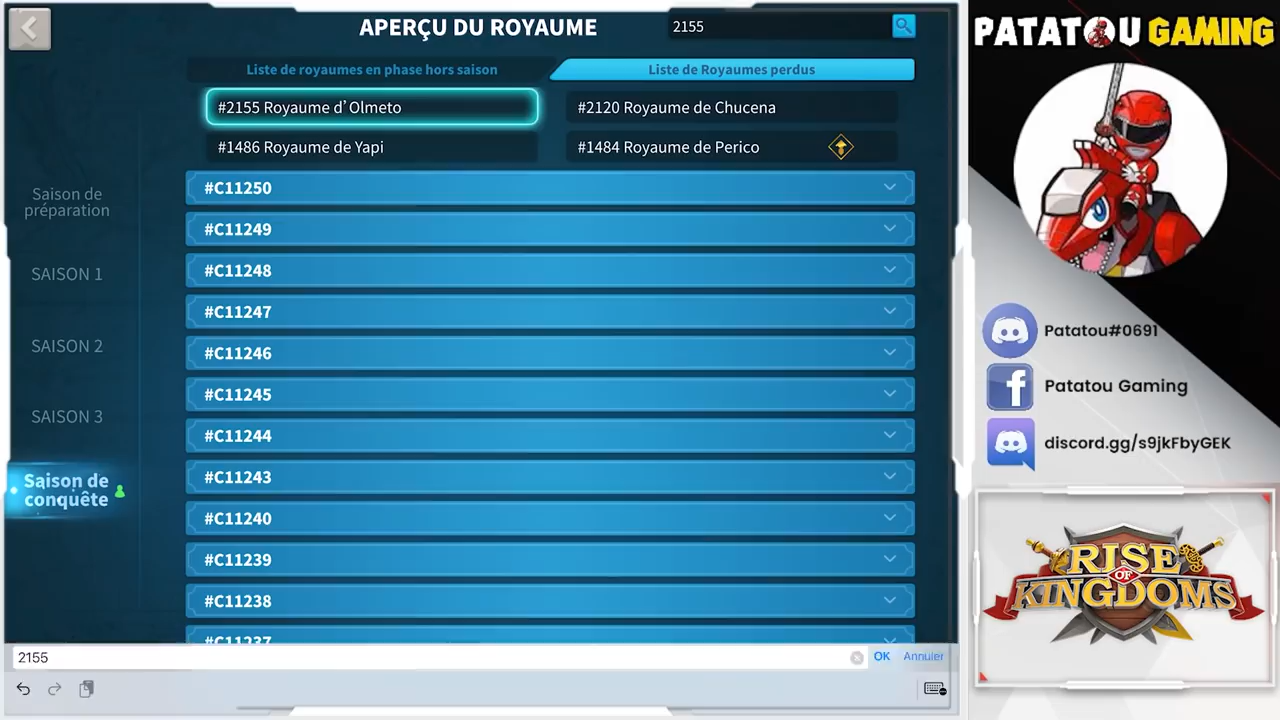 APERÇU DU ROYAUME
2155
Liste de royaumes en phase hors saison
Liste de Royaumes perdus
#2155 Royaume d'Olmeto
#2120 Royaume de Chucena
#1486 Royaume de Yapi
#1484 Royaume de Perico
Saison de
préparation
SAISON 1
SAISON 2
SAISON 3
Saison de
conquête
#C11250
#C11249
#C11248
#C11247
#C11246
#C11245
#C11244
#C11243
#C11240
#C11239
#C11238
#C11237
2155
OK
Annuler
PATATOU GAMING
Patatou#0691
Patatou Gaming
discord.gg/s9jkFbyGEK
RISE
OF
KINGDOMS